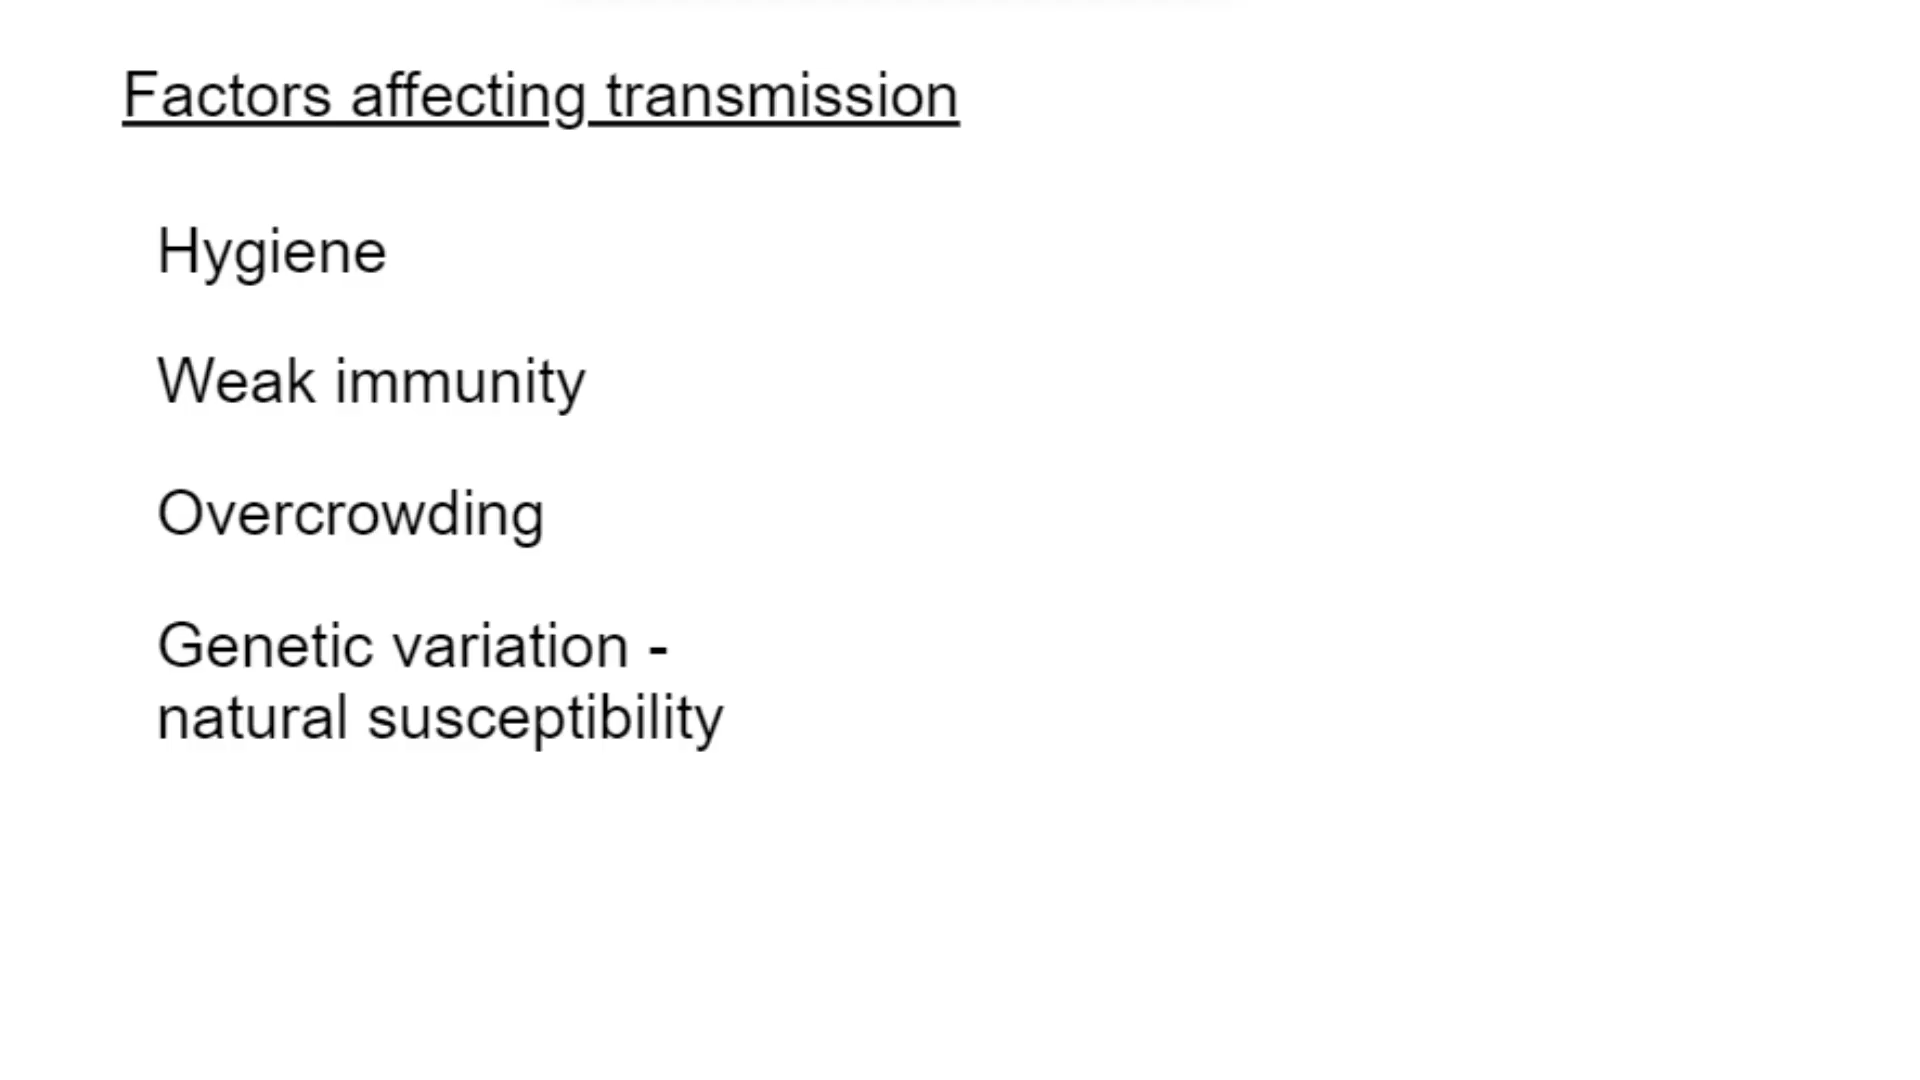 Factors affecting transmission
Hygiene
Weak immunity
Overcrowding
Genetic variation -
natural susceptibility